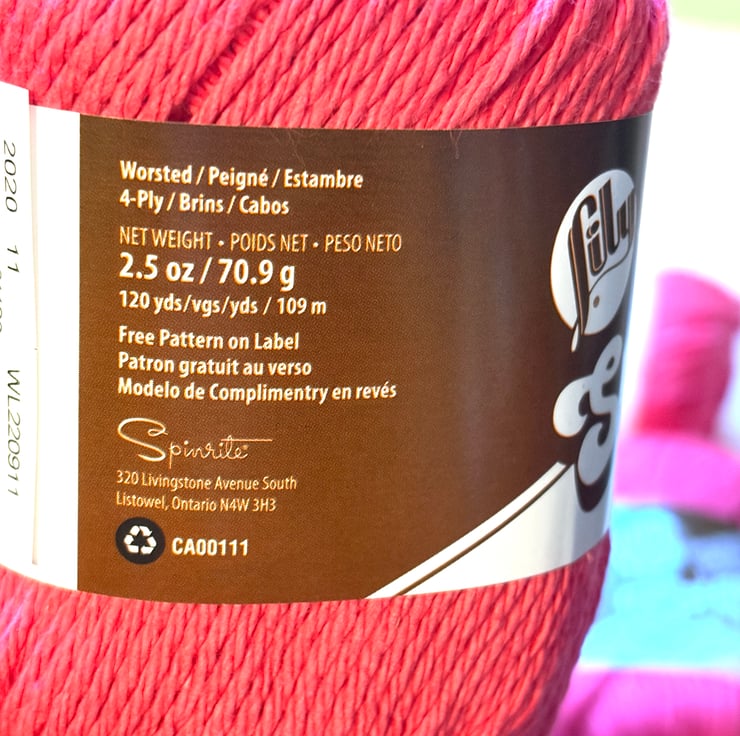 Worsted / Peigné / Estambre
4-Ply / Brins / Cabos
NET WEIGHT • POIDS NET • PESO NETO
2.5 oz / 70.9 g
120 yds/vgs/yds / 109 m
Free Pattern on Label
Patron gratuit au verso
Modelo de Complimentry en revés
Spinrite
320 Livingstone Avenue South
Listowel, Ontario N4W 3H3
CA00111
lily
S
2020 11
WL220911